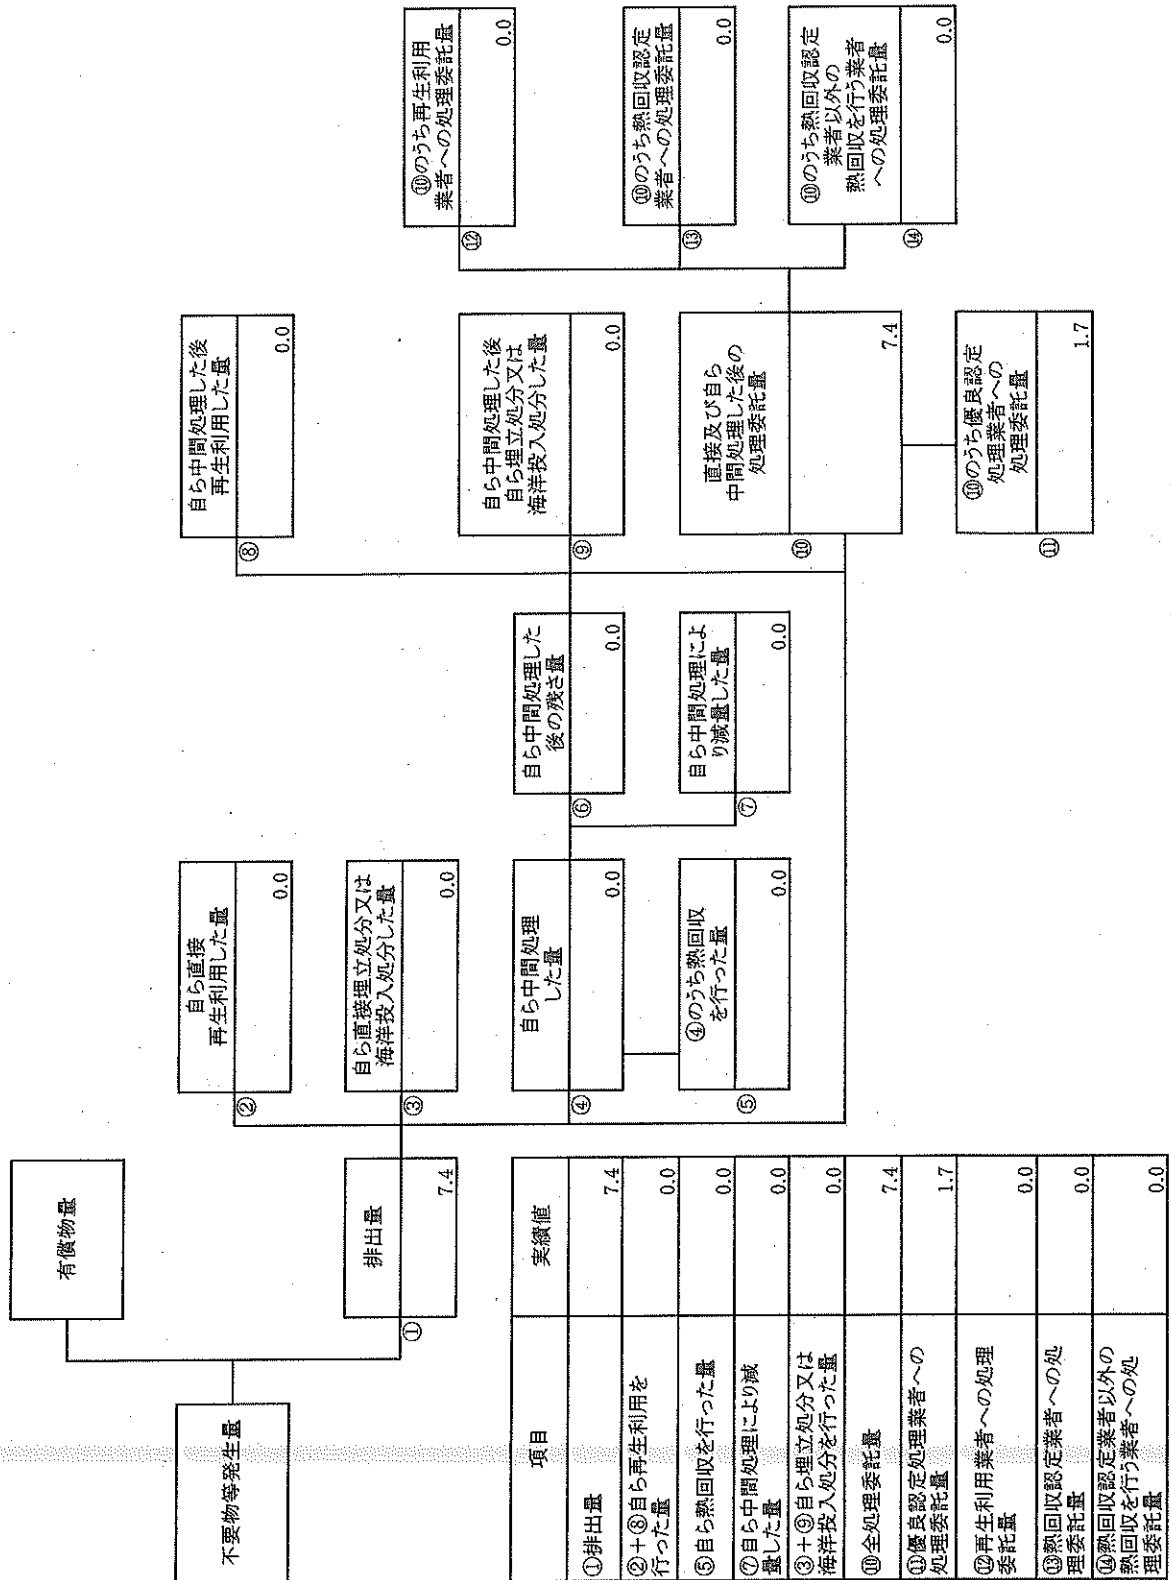 不要物等発生量
有償物量
①
排出量
7.4
②
自ら直接
再生利用した量
0.0
③
自ら直接埋立処分又は
海洋投入処分した量
0.0
④
自ら中間処理
した量
0.0
⑤
④のうち熱回収
を行った量
0.0
⑥
自ら中間処理した
後の残さ量
0.0
⑦
自ら中間処理によ
り減量した量
0.0
⑧
自ら中間処理した後
再生利用した量
0.0
⑨
自ら中間処理した後
自ら埋立処分又は
海洋投入処分した量
0.0
⑩
直接及び自ら
中間処理した後の
処理委託量
7.4
⑪
⑩のうち優良認定
処理業者への
処理委託量
1.7
⑫
⑩のうち再生利用
業者への処理委託量
0.0
⑬
⑩のうち熱回収認定
業者への処理委託量
0.0
⑭
⑩のうち熱回収認定
業者以外の
熱回収を行う業者
への処理委託量
0.0
項目 実績値
①排出量 7.4
②+⑧自ら再生利用を
行った量 0.0
⑤自ら熱回収を行った量 0.0
⑦自ら中間処理により減
量した量 0.0
③+⑨自ら埋立処分又は
海洋投入処分を行った量 0.0
⑩全処理委託量 7.4
⑪優良認定処理業者への
処理委託量 1.7
⑫再生利用業者への処理
委託量 0.0
⑬熱回収認定業者への処
理委託量 0.0
⑭熱回収認定業者以外の
熱回収を行う業者への処
理委託量 0.0